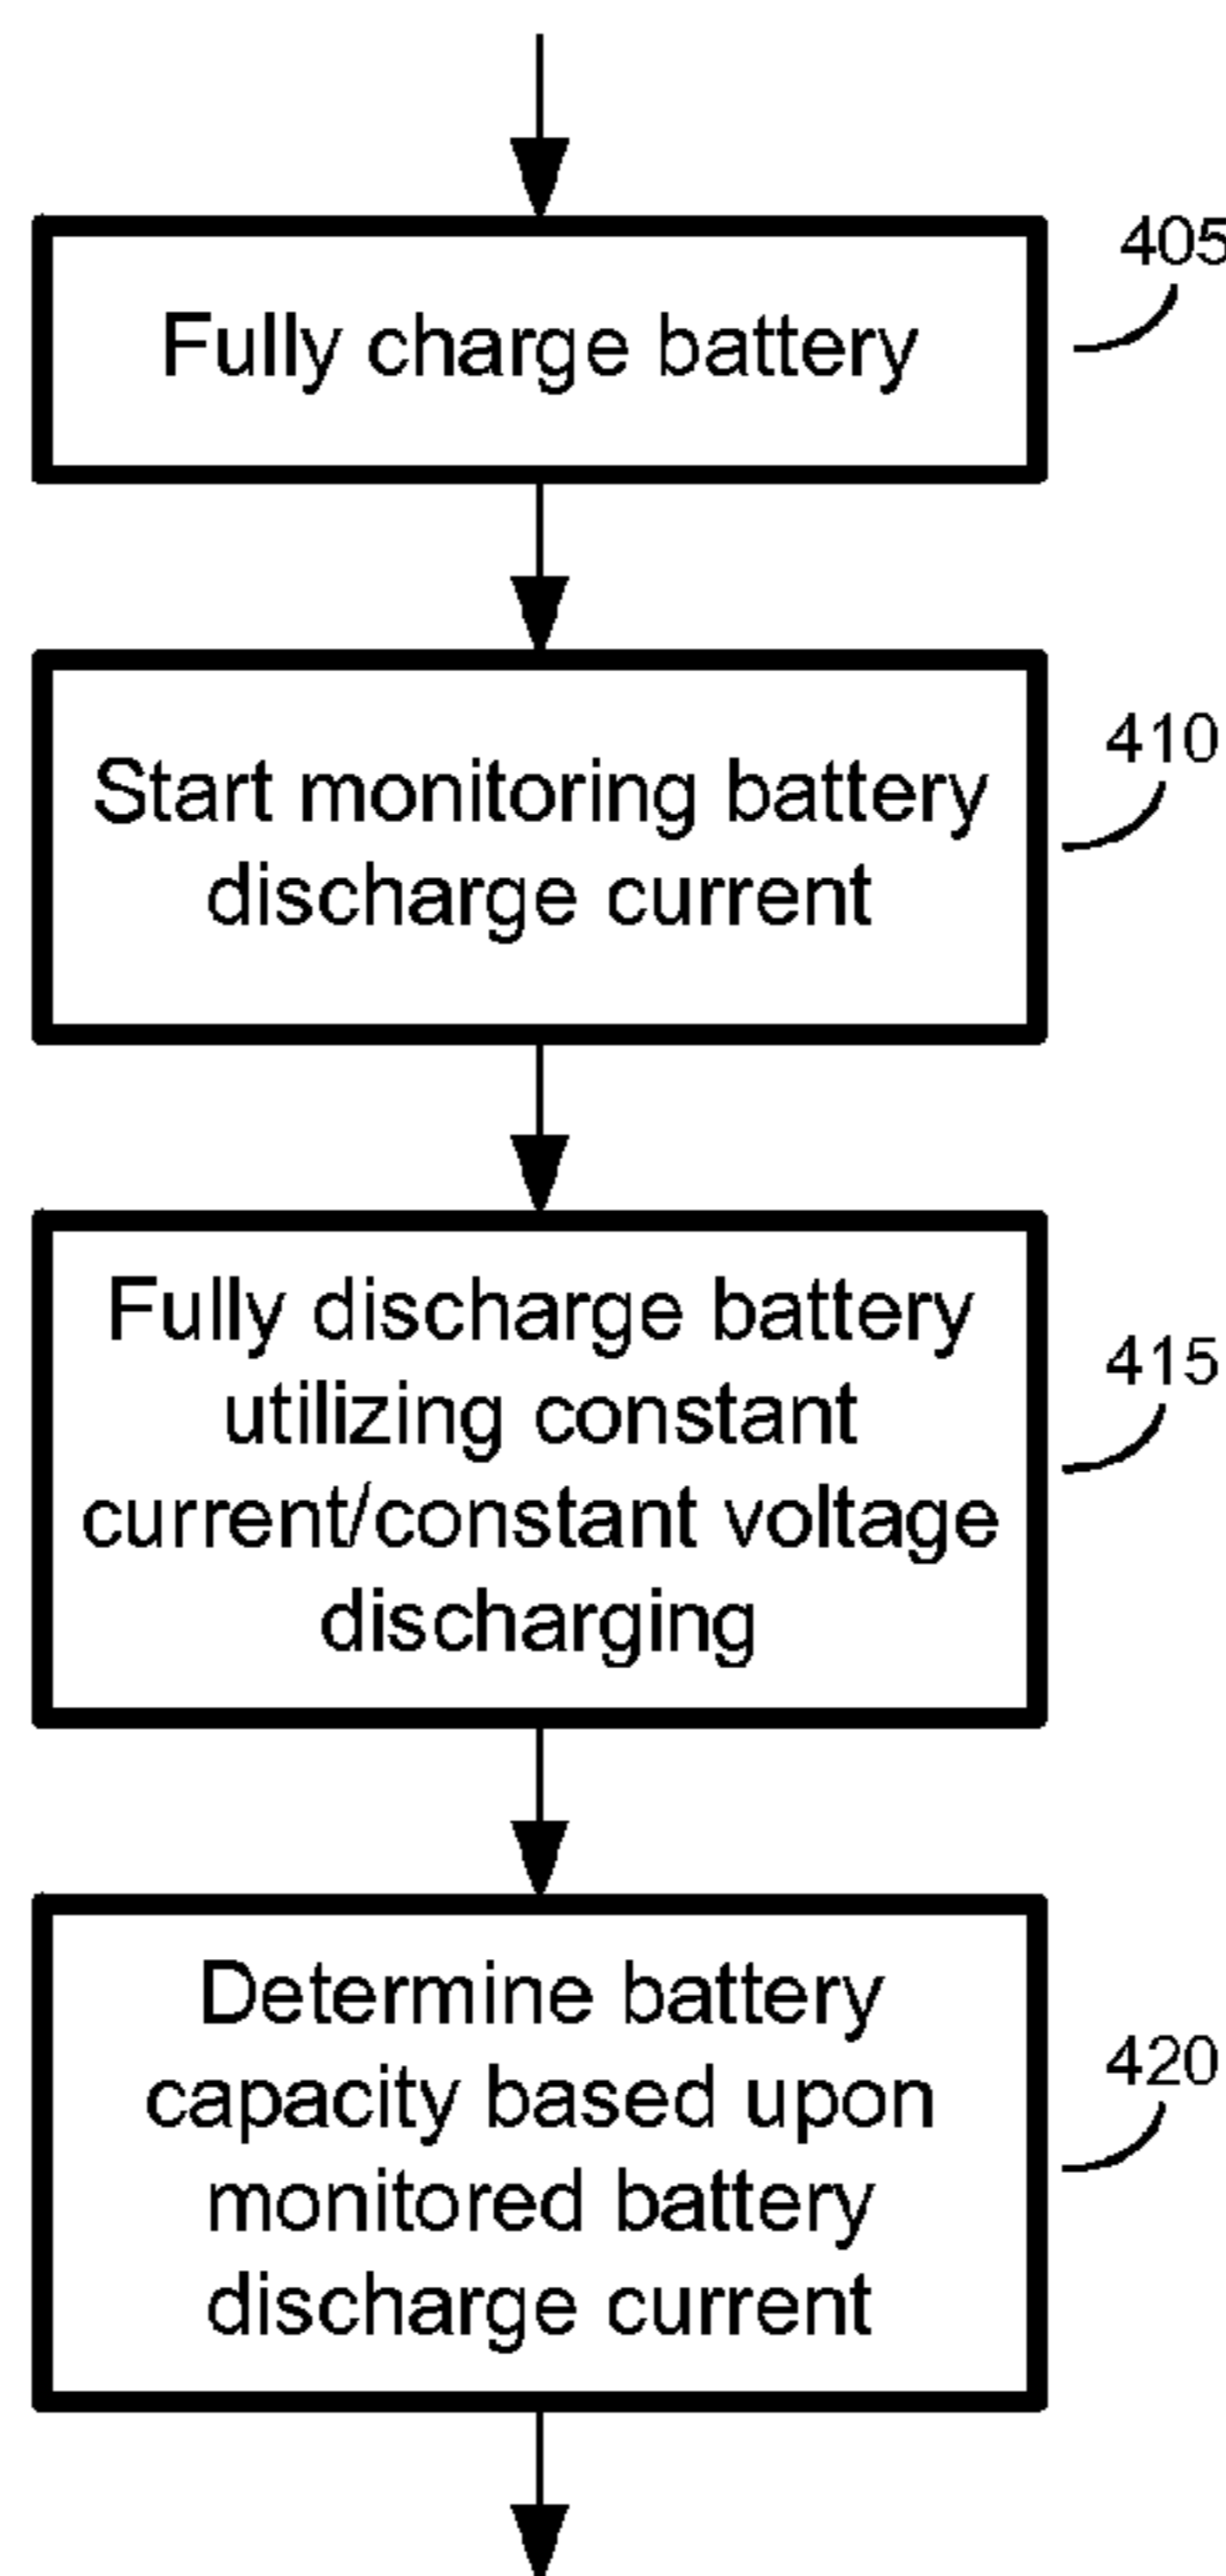 405
Fully charge battery
410
Start monitoring battery
discharge current
415
Fully discharge battery
utilizing constant
current/constant voltage
discharging
420
Determine battery
capacity based upon
monitored battery
discharge current